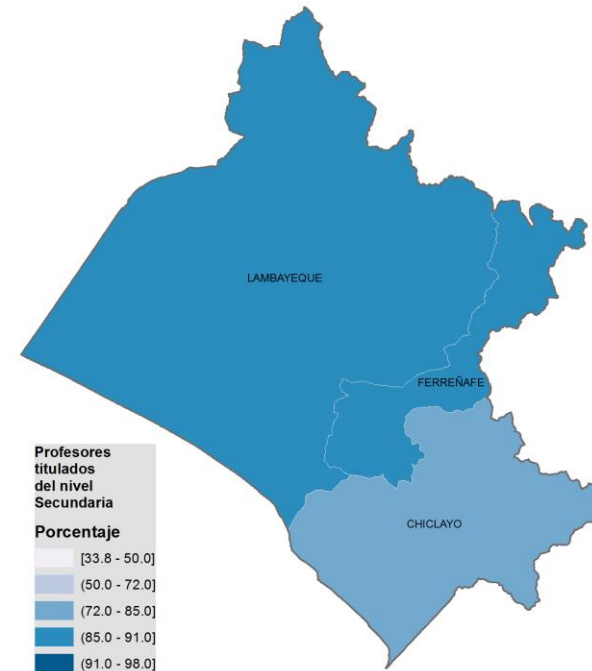 LAMBAYEQUE
FERREÑAFE
CHICLAYO
Profesores
titulados
del nivel
Secundaria
Porcentaje
[33.8 - 50.0]
(50.0 - 72.0]
(72.0 - 85.0]
(85.0 - 91.0]
(91.0 - 98.0]